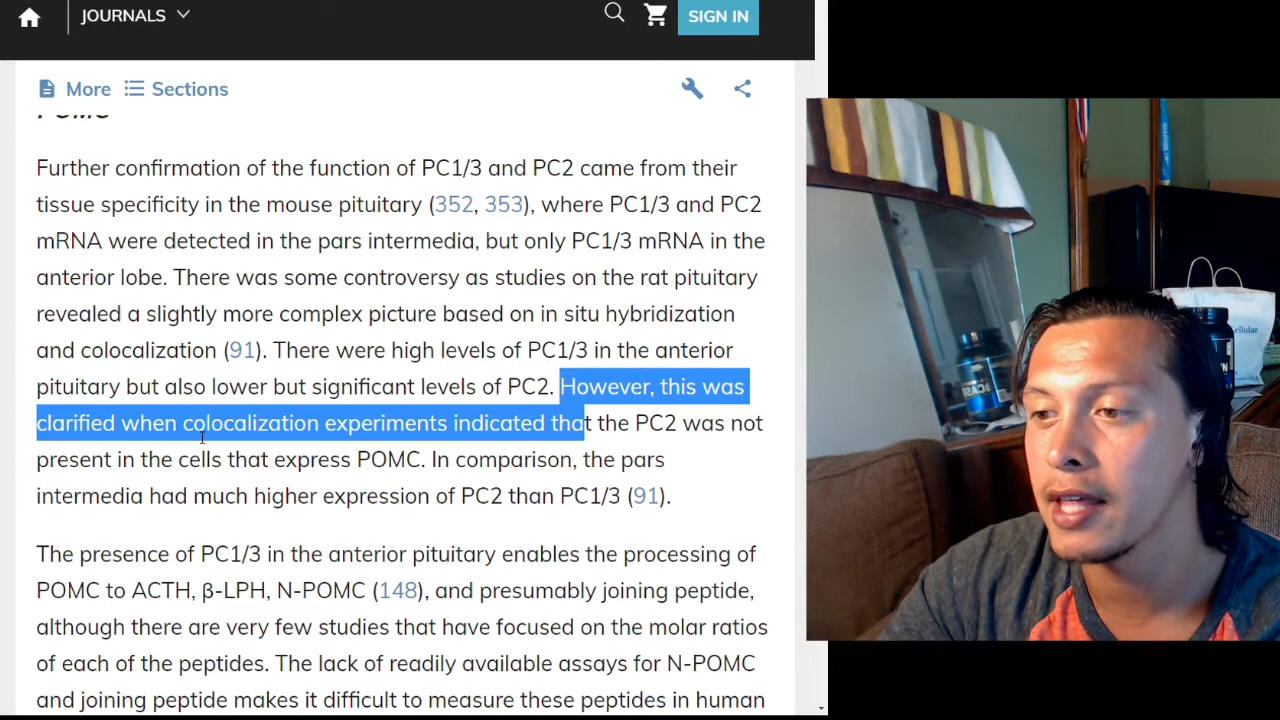 JOURNALS
SIGN IN
More
Sections
POMC
Further confirmation of the function of PC1/3 and PC2 came from their
tissue specificity in the mouse pituitary (352, 353), where PC1/3 and PC2
mRNA were detected in the pars intermedia, but only PC1/3 mRNA in the
anterior lobe. There was some controversy as studies on the rat pituitary
revealed a slightly more complex picture based on in situ hybridization
and colocalization (91). There were high levels of PC1/3 in the anterior
pituitary but also lower but significant levels of PC2. However, this was
clarified when colocalization experiments indicated that the PC2 was not
present in the cells that express POMC. In comparison, the pars
intermedia had much higher expression of PC2 than PC1/3 (91).
The presence of PC1/3 in the anterior pituitary enables the processing of
POMC to ACTH, β-LPH, N-POMC (148), and presumably joining peptide,
although there are very few studies that have focused on the molar ratios
of each of the peptides. The lack of readily available assays for N-POMC
and joining peptide makes it difficult to measure these peptides in human